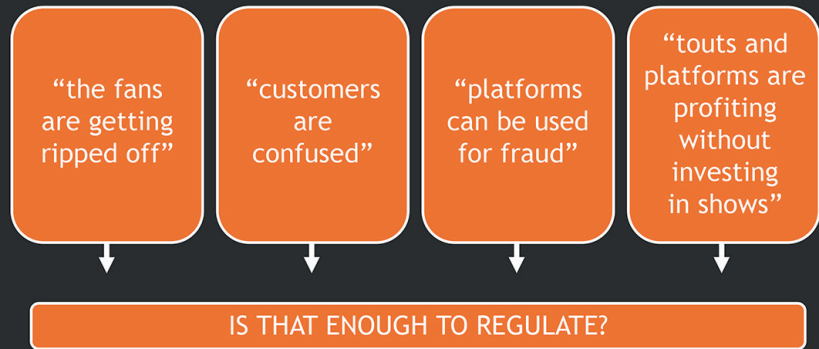 “the fans
are getting
ripped off”
“customers
are
confused”
“platforms
can be used
for fraud”
“touts and
platforms are
profiting
without
investing
in shows”
IS THAT ENOUGH TO REGULATE?